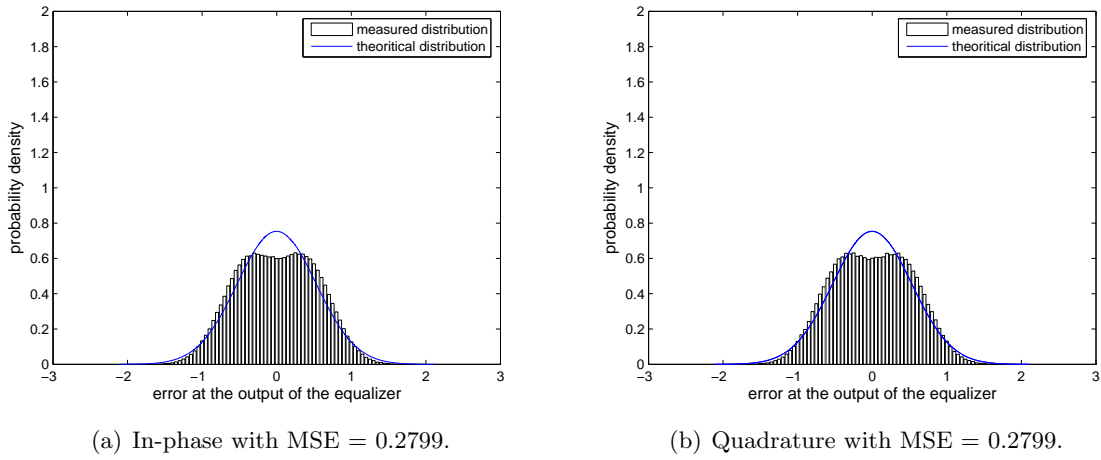 2
1.8
1.6
1.4
1.2
1
0.8
0.6
0.4
0.2
0
−3 −2 −1 0 1 2 3
probability density
error at the output of the equalizer
measured distribution
theoritical distribution
(a) In-phase with MSE = 0.2799.
2
1.8
1.6
1.4
1.2
1
0.8
0.6
0.4
0.2
0
−3 −2 −1 0 1 2 3
probability density
error at the output of the equalizer
measured distribution
theoritical distribution
(b) Quadrature with MSE = 0.2799.